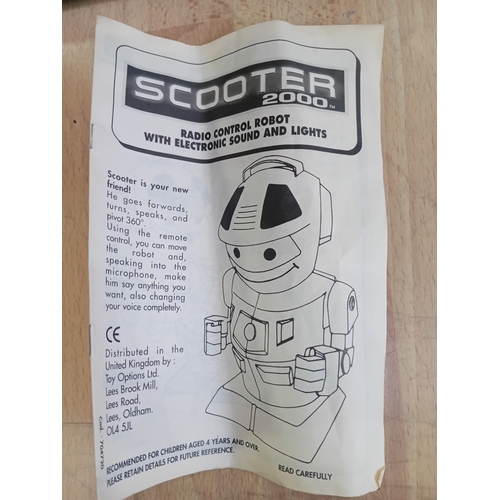 SCOOTER
2000™
RADIO CONTROL ROBOT
WITH ELECTRONIC SOUND AND LIGHTS
Scooter is your new
friend!
He goes forwards,
turns, speaks, and
pivot 360°.
Using the remote
control, you can move
the robot and,
speaking into the
microphone, make
him say anything you
want, also changing
your voice completely.
CE
Distributed in the
United Kingdom by :
Toy Options Ltd.
Lees Brook Mill,
Lees Road,
Lees, Oldham.
OL4 5JL
Cod. : 704720
RECOMMENDED FOR CHILDREN AGED 4 YEARS AND OVER.
PLEASE RETAIN DETAILS FOR FUTURE REFERENCE.
READ CAREFULLY